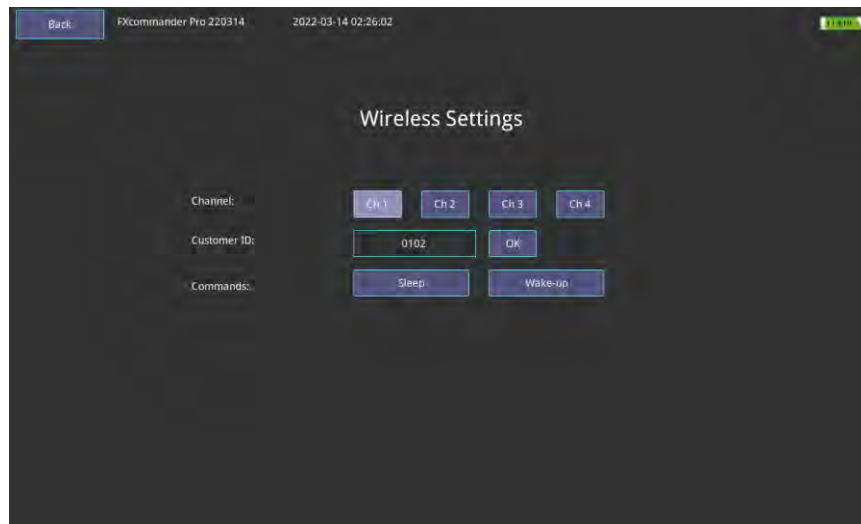 Back FXcommander Pro 220314 2022-03-14 02:26:02
Wireless Settings
Channel: Ch 1 Ch 2 Ch 3 Ch 4
Customer ID: 0102 OK
Commands: Sleep Wake-up